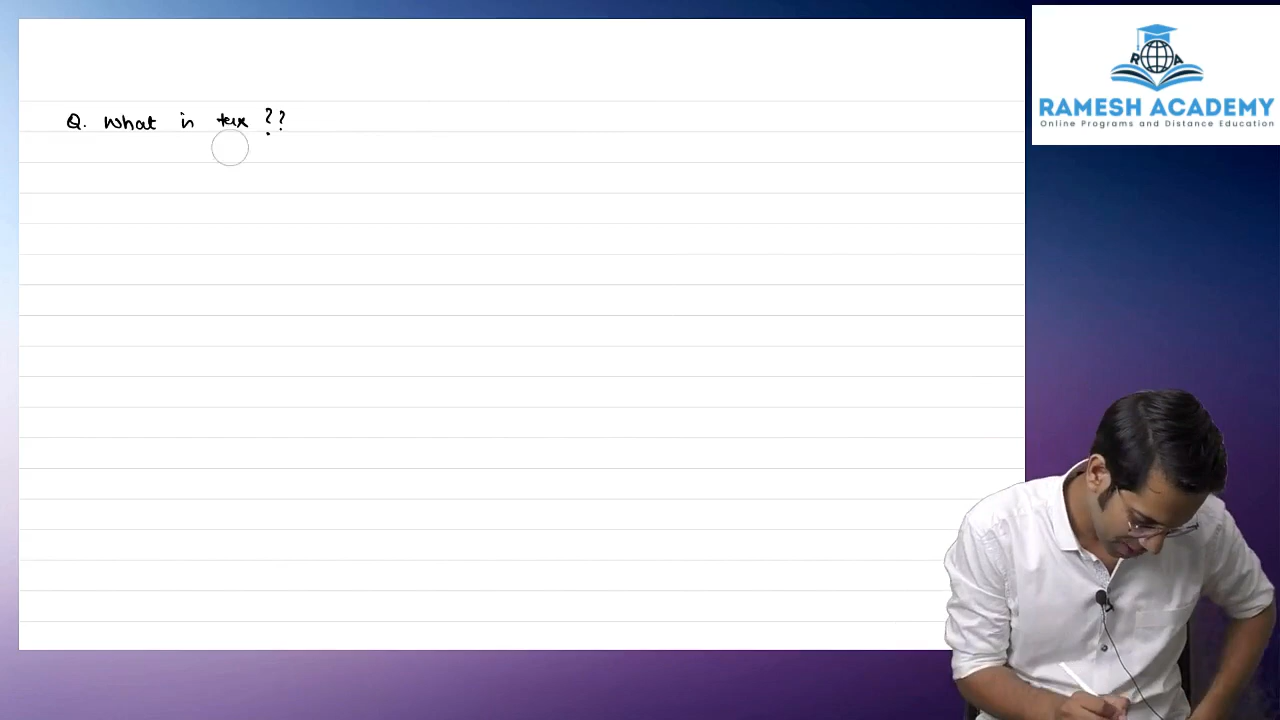 Q. What is tax ??
R A
RAMESH ACADEMY
Online Programs and Distance Education